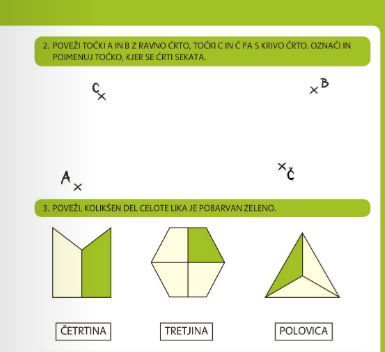 2. POVEŽI TOČKI A IN B Z RAVNO ČRTO, TOČKI C IN Č PA S KRIVO ČRTO. OZNAČI IN
POIMENUJ TOČKO, KJER SE ČRTI SEKATA.
C
B
A
Č
3. POVEŽI, KOLIKŠEN DEL CELOTE LIKA JE POBARVAN ZELENO.
ČETRTINA TRETJINA POLOVICA